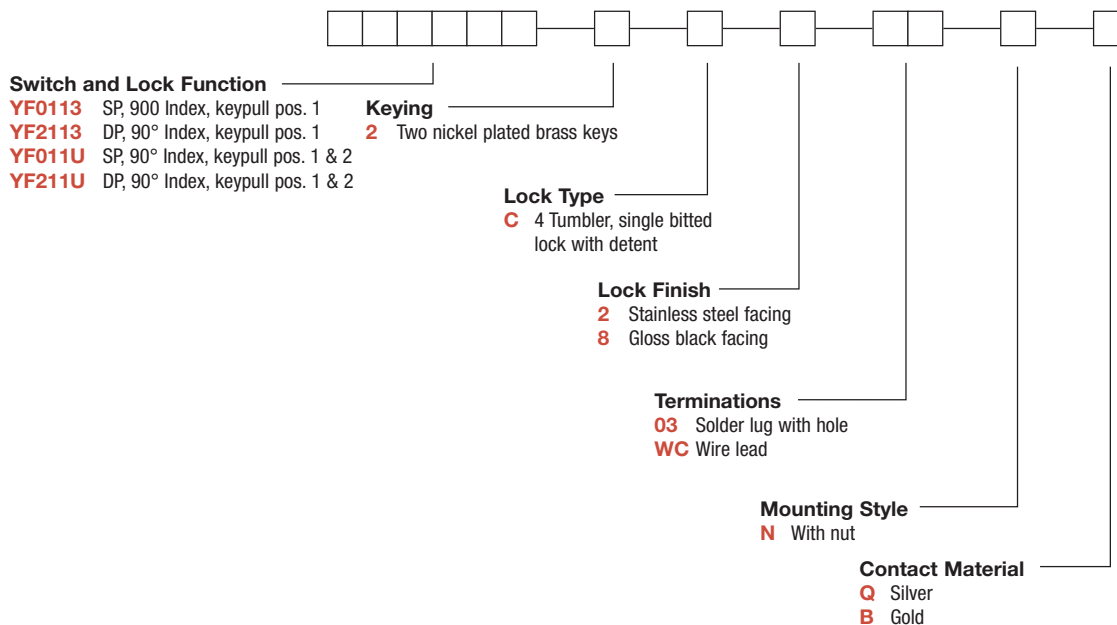 Switch and Lock Function
YF0113 SP, 900 Index, keypull pos. 1
YF2113 DP, 90° Index, keypull pos. 1
YF011U SP, 90° Index, keypull pos. 1 & 2
YF211U DP, 90° Index, keypull pos. 1 & 2
Keying
2 Two nickel plated brass keys
Lock Type
C 4 Tumbler, single bitted
lock with detent
Lock Finish
2 Stainless steel facing
8 Gloss black facing
Terminations
03 Solder lug with hole
WC Wire lead
Mounting Style
N With nut
Contact Material
Q Silver
B Gold